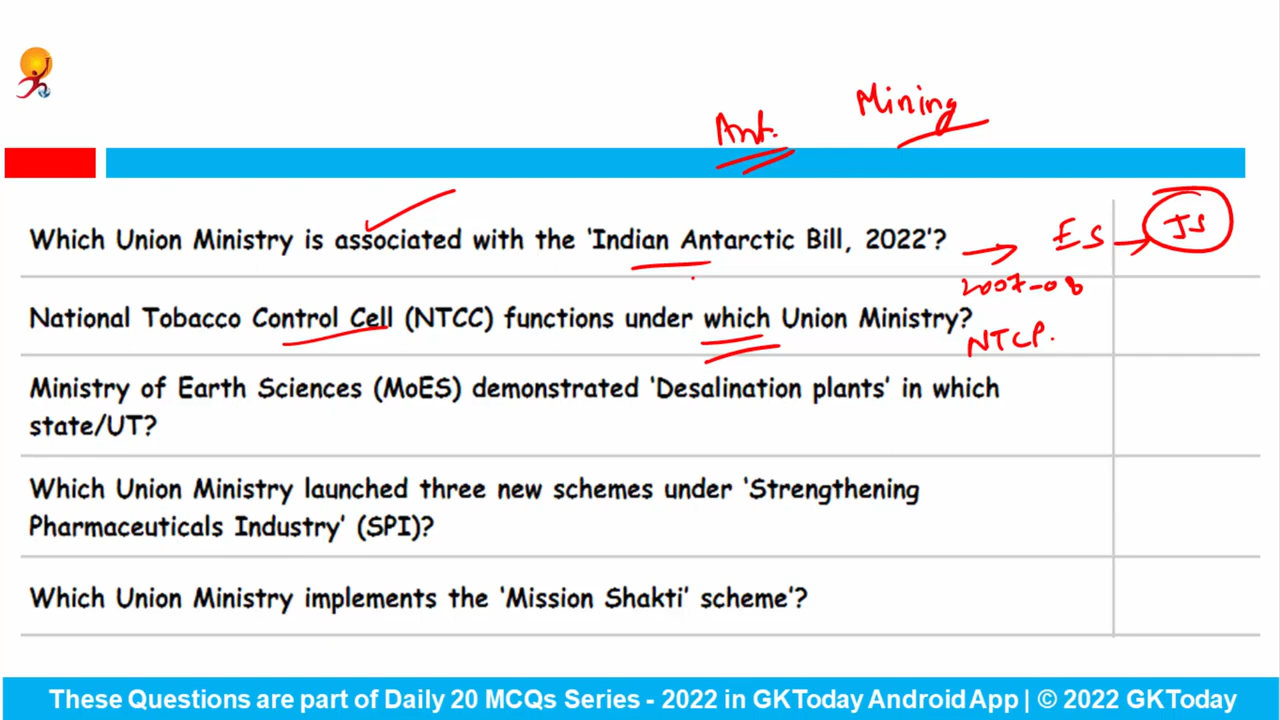 Mining
Ant.
Which Union Ministry is associated with the ‘Indian Antarctic Bill, 2022’?
ES
JS
2007-08
National Tobacco Control Cell (NTCC) functions under which Union Ministry?
NTCP.
Ministry of Earth Sciences (MoES) demonstrated ‘Desalination plants’ in which
state/UT?
Which Union Ministry launched three new schemes under ‘Strengthening
Pharmaceuticals Industry’ (SPI)?
Which Union Ministry implements the ‘Mission Shakti’ scheme’?
These Questions are part of Daily 20 MCQs Series - 2022 in GKToday Android App | © 2022 GKToday